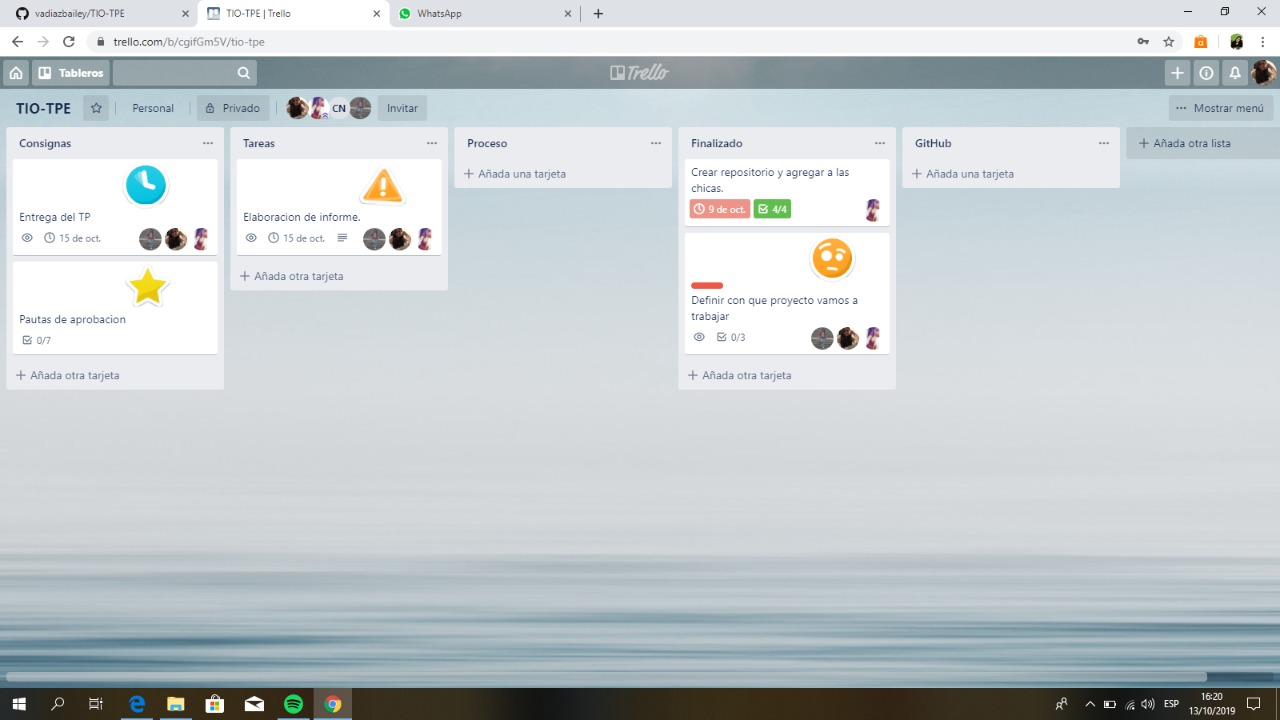 vadiazbailey/TIO-TPE
TIO-TPE | Trello
WhatsApp
trello.com/b/cgifGm5V/tio-tpe
Tableros
Trello
TIO-TPE
Personal
Privado
CN
Invitar
Mostrar menú
Consignas
entrega del TP
15 de oct.
Pautas de aprobacion
0/7
Añada otra tarjeta
Tareas
Elaboracion de informe.
15 de oct.
Añada otra tarjeta
Proceso
Añada una tarjeta
Finalizado
Crear repositorio y agregar a las
chicas.
9 de oct.
4/4
Definir con que proyecto vamos a
trabajar
0/3
Añada otra tarjeta
GitHub
Añada una tarjeta
Añada otra lista
ESP
16:20
13/10/2019